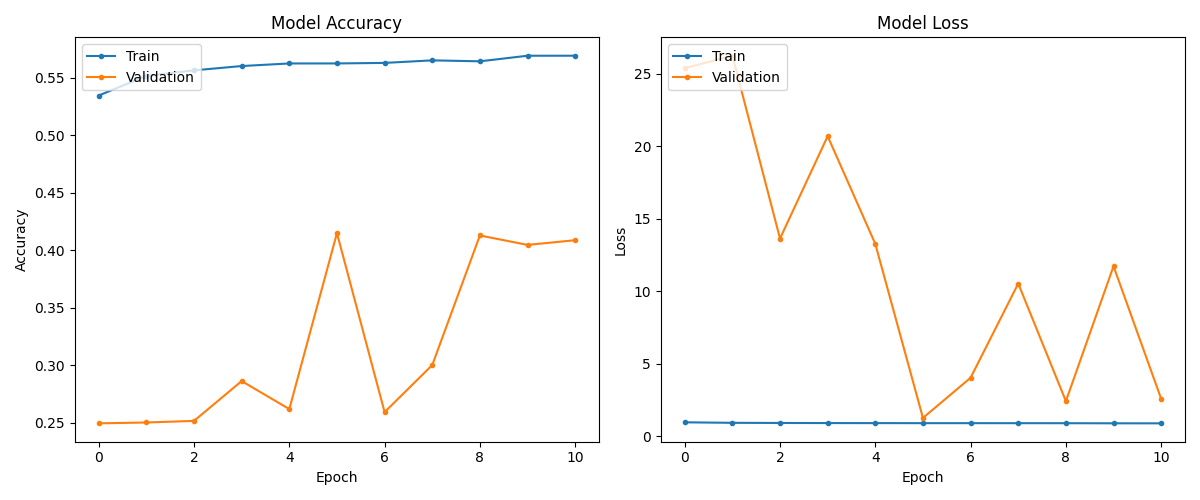 Model Accuracy
Train
Validation
0.55
0.50
0.45
0.40
0.35
0.30
0.25
Accuracy
0 2 4 6 8 10
Epoch
Model Loss
Train
Validation
25
20
15
10
5
0
Loss
0 2 4 6 8 10
Epoch